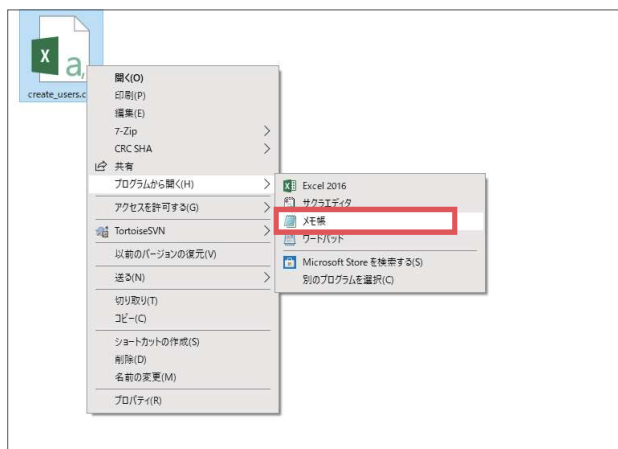 create_users.c
開く(O)
印刷(P)
編集(E)
7-Zip
CRC SHA
共有
プログラムから開く(H)
アクセスを許可する(G)
TortoiseSVN
以前のバージョンの復元(V)
送る(N)
切り取り(T)
コピー(C)
ショートカットの作成(S)
削除(D)
名前の変更(M)
プロパティ(R)
Excel 2016
サクラエディタ
メモ帳
ワードパッド
Microsoft Store を検索する(S)
別のプログラムを選択(C)